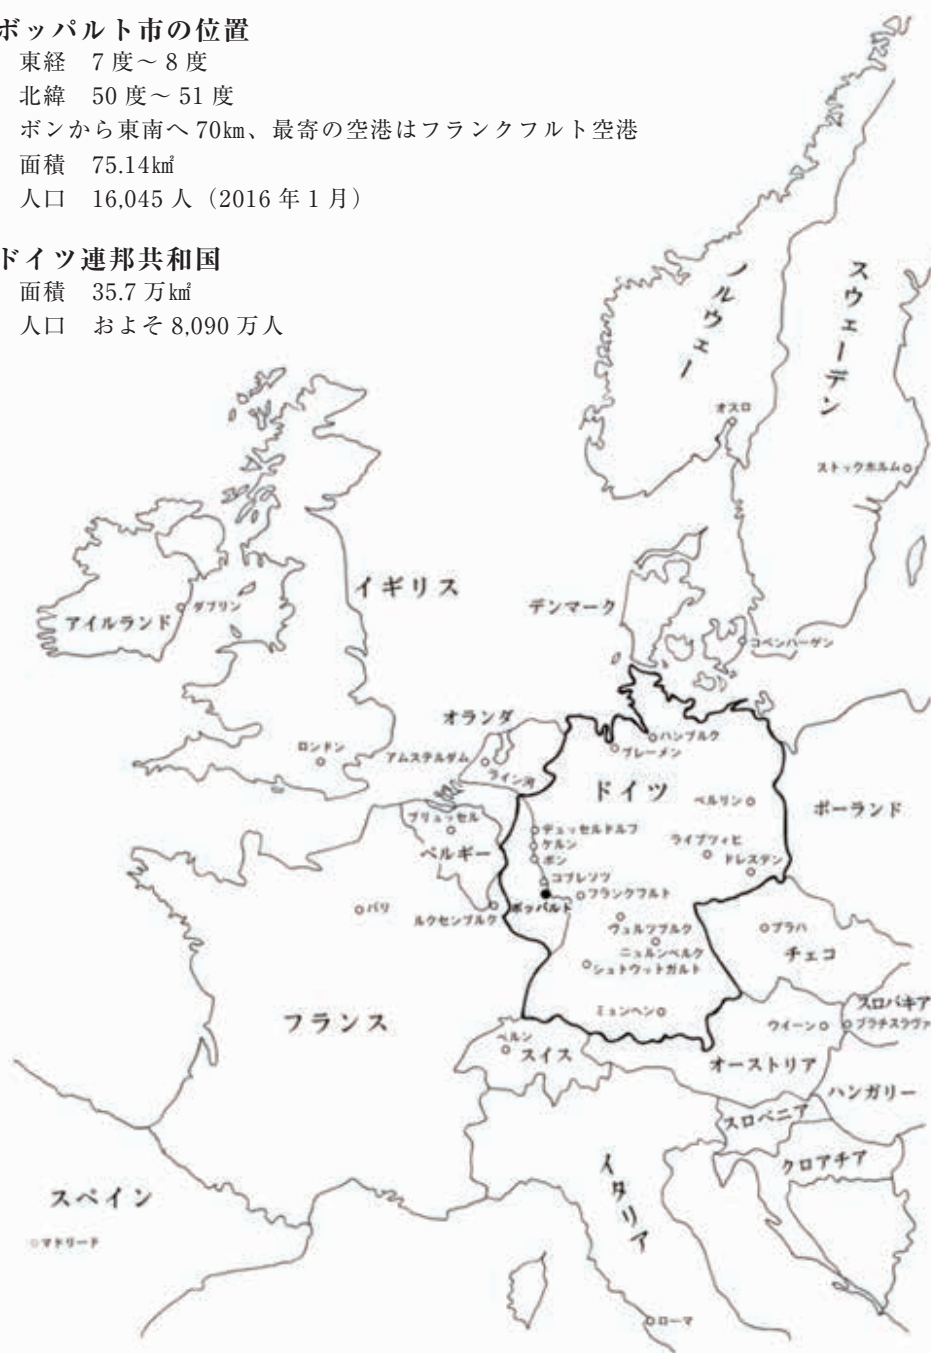 ボッパルト市の位置
東経 7度～8度
北緯 50度～51度
ボンから東南へ70㎞、最寄の空港はフランクフルト空港
面積 75.14㎢
人口 16,045人（2016年1月）
ドイツ連邦共和国
面積 35.7万㎢
人口 およそ8,090万人
ノルウェー
スウェーデン
オスロ
ストックホルム
イギリス
アイルランド
ダブリン
デンマーク
コペンハーゲン
オランダ
ロンドン
アムステルダム
ライン河
ハンブルク
ブレーメン
ドイツ
ベルリン
ポーランド
ブリュッセル
ベルギー
デュッセルドルフ
ケルン
ボン
ライプツィヒ
ドレスデン
コブレンツ
フランクフルト
パリ
ルクセンブルク
ボッパルト
ヴュルツブルク
ニュルンベルク
シュトウットガルト
プラハ
チェコ
フランス
ミュンヘン
スロバキア
ウイーン
ブラチスラヴァ
ベルン
スイス
オーストリア
ハンガリー
スロベニア
クロアチア
イタリア
スペイン
マドリード
ローマ